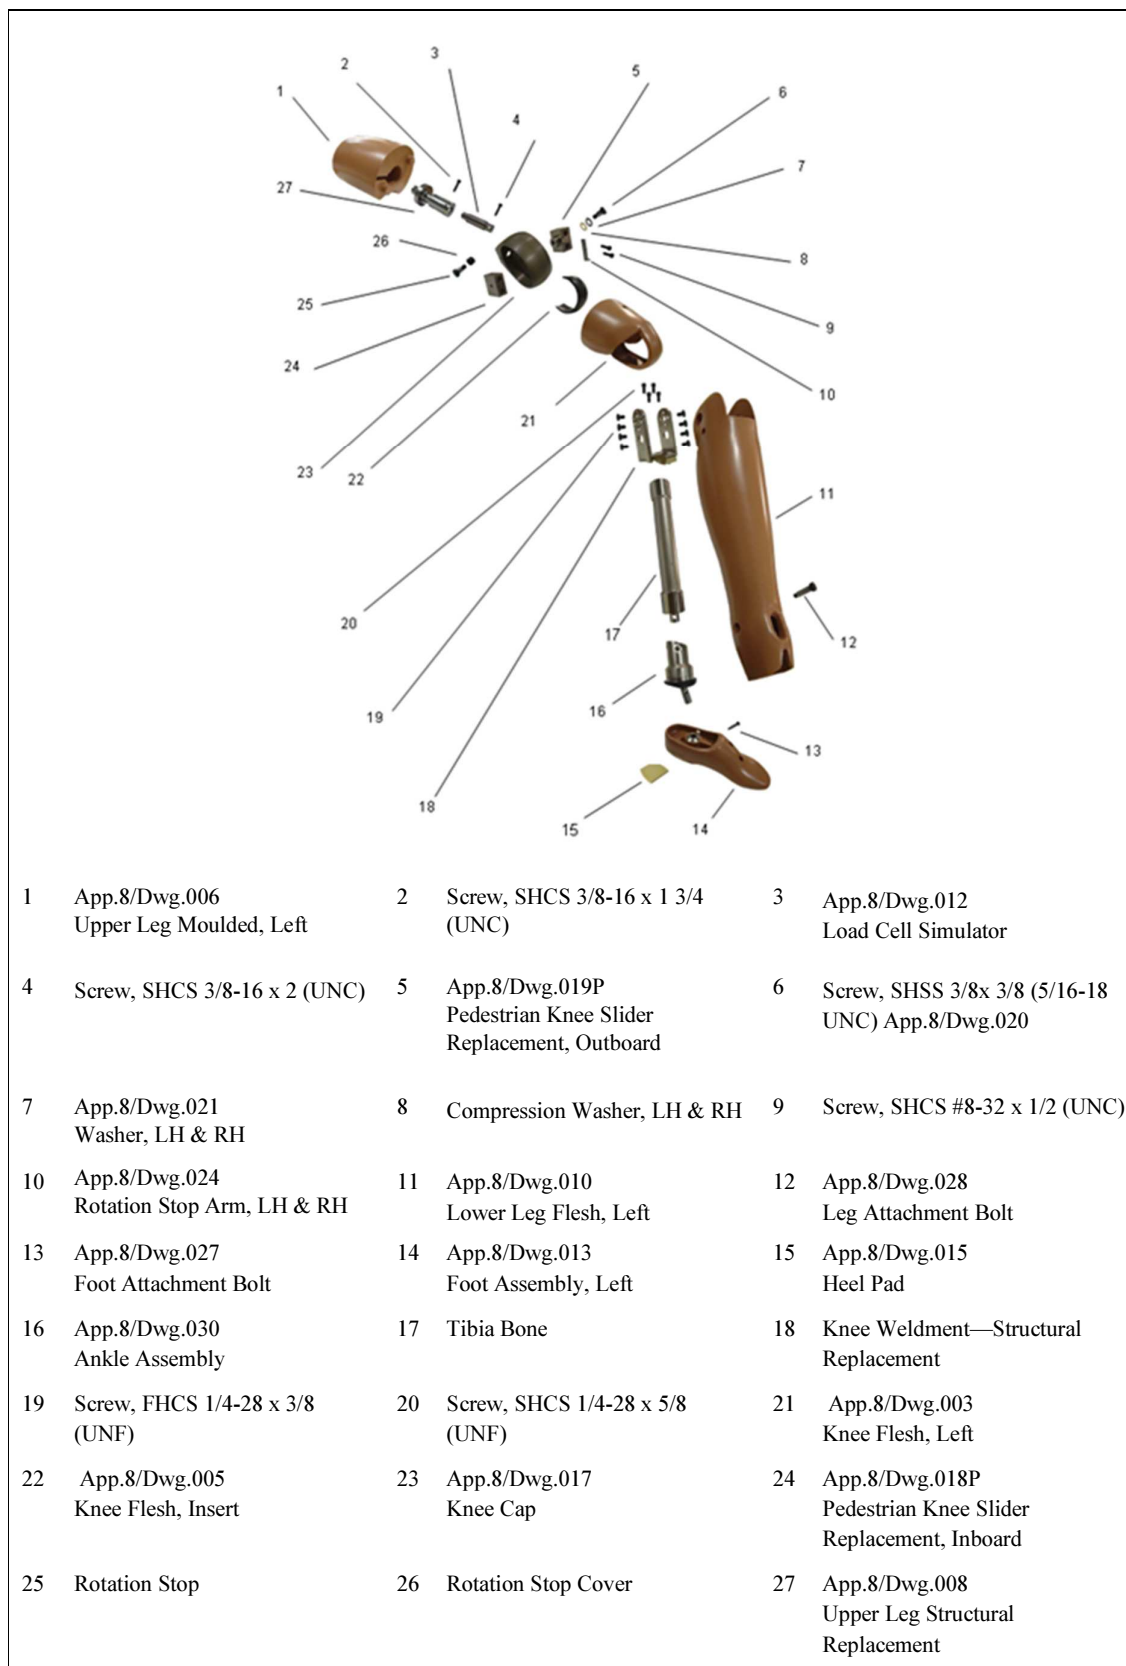 3
2
5
1
6
4
7
27
26
8
25
9
24
10
21
23
22
11
20
12
17
19
16
13
18
15
14
1 App.8/Dwg.006 2 Screw, SHCS 3/8-16 x 1 3/4 3 App.8/Dwg.012
Upper Leg Moulded, Left (UNC) Load Cell Simulator
4 Screw, SHCS 3/8-16 x 2 (UNC) 5 App.8/Dwg.019P 6 Screw, SHSS 3/8x 3/8 (5/16-18
Pedestrian Knee Slider UNC) App.8/Dwg.020
Replacement, Outboard
7 App.8/Dwg.021 8 Compression Washer, LH & RH 9 Screw, SHCS #8-32 x 1/2 (UNC)
Washer, LH & RH
10 App.8/Dwg.024 11 App.8/Dwg.010 12 App.8/Dwg.028
Rotation Stop Arm, LH & RH Lower Leg Flesh, Left Leg Attachment Bolt
13 App.8/Dwg.027 14 App.8/Dwg.013 15 App.8/Dwg.015
Foot Attachment Bolt Foot Assembly, Left Heel Pad
16 App.8/Dwg.030 17 Tibia Bone 18 Knee Weldment—Structural
Ankle Assembly Replacement
19 Screw, FHCS 1/4-28 x 3/8 20 Screw, SHCS 1/4-28 x 5/8 21 App.8/Dwg.003
(UNF) (UNF) Knee Flesh, Left
22 App.8/Dwg.005 23 App.8/Dwg.017 24 App.8/Dwg.018P
Knee Flesh, Insert Knee Cap Pedestrian Knee Slider
Replacement, Inboard
25 Rotation Stop 26 Rotation Stop Cover 27 App.8/Dwg.008
Upper Leg Structural
Replacement